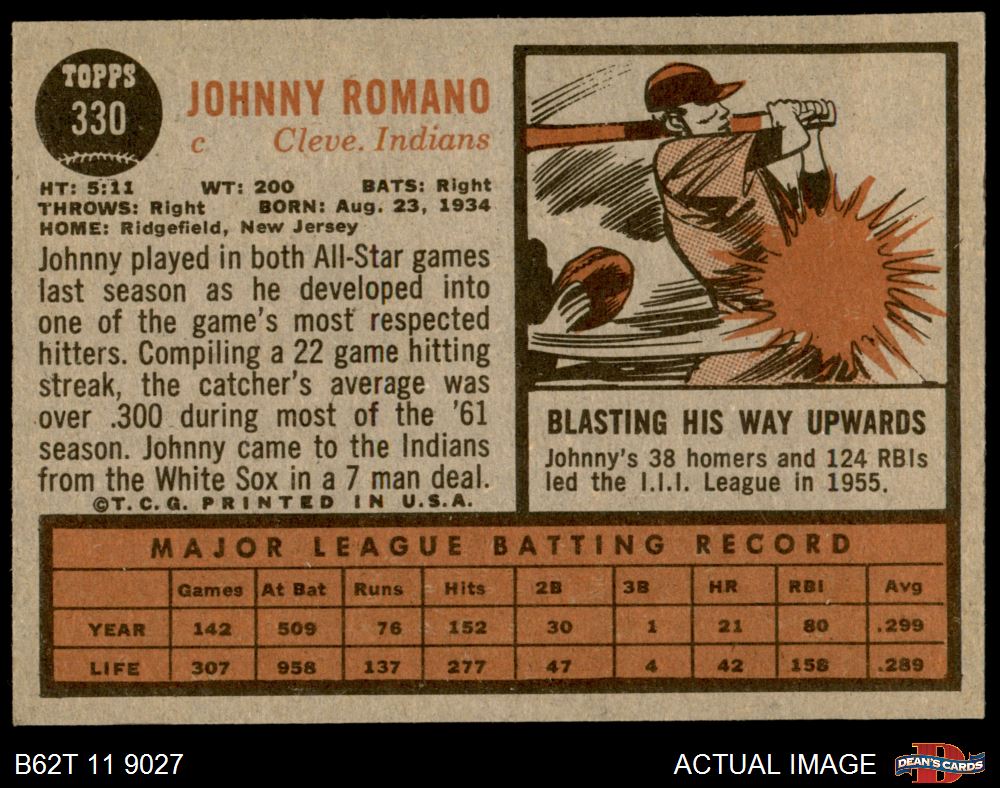 TOPPS
330
JOHNNY ROMANO
c Cleve. Indians
HT: 5:11 WT: 200 BATS: Right
THROWS: Right BORN: Aug. 23, 1934
HOME: Ridgefield, New Jersey
Johnny played in both All-Star games
last season as he developed into
one of the game's most respected
hitters. Compiling a 22 game hitting
streak, the catcher's average was
over .300 during most of the '61
season. Johnny came to the Indians
from the White Sox in a 7 man deal.
©T.C.G. PRINTED IN U.S.A.
BLASTING HIS WAY UPWARDS
Johnny's 38 homers and 124 RBIs
led the I.I.I. League in 1955.
MAJOR LEAGUE BATTING RECORD
Games At Bat Runs Hits 2B 3B HR RBI Avg
YEAR 142 509 76 152 30 1 21 80 .299
LIFE 307 958 137 277 47 4 42 158 .289
B62T 11 9027
ACTUAL IMAGE
D
DEAN'S CARDS